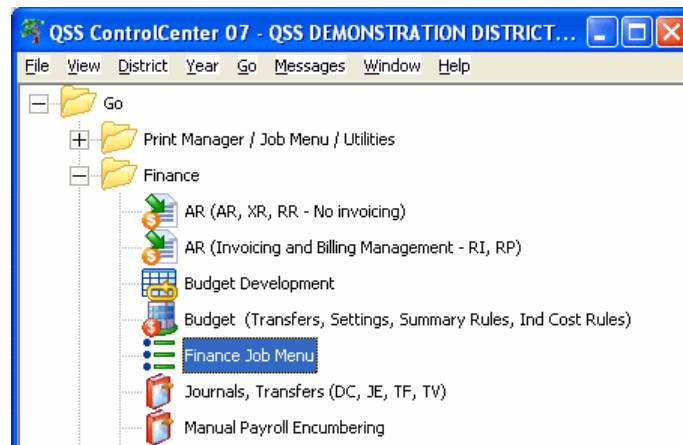 QSS ControlCenter 07 - QSS DEMONSTRATION DISTRICT...
File View District Year Go Messages Window Help
Go
Print Manager / Job Menu / Utilities
Finance
AR (AR, XR, RR - No invoicing)
AR (Invoicing and Billing Management - RI, RP)
Budget Development
Budget (Transfers, Settings, Summary Rules, Ind Cost Rules)
Finance Job Menu
Journals, Transfers (DC, JE, TF, TV)
Manual Payroll Encumbering